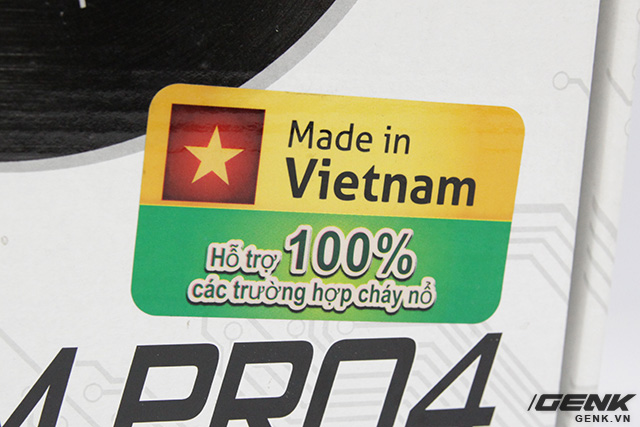 Made in
Vietnam
Hỗ trợ 100%
các trường hợp cháy nổ
PRO4
GENK
GENK.VN